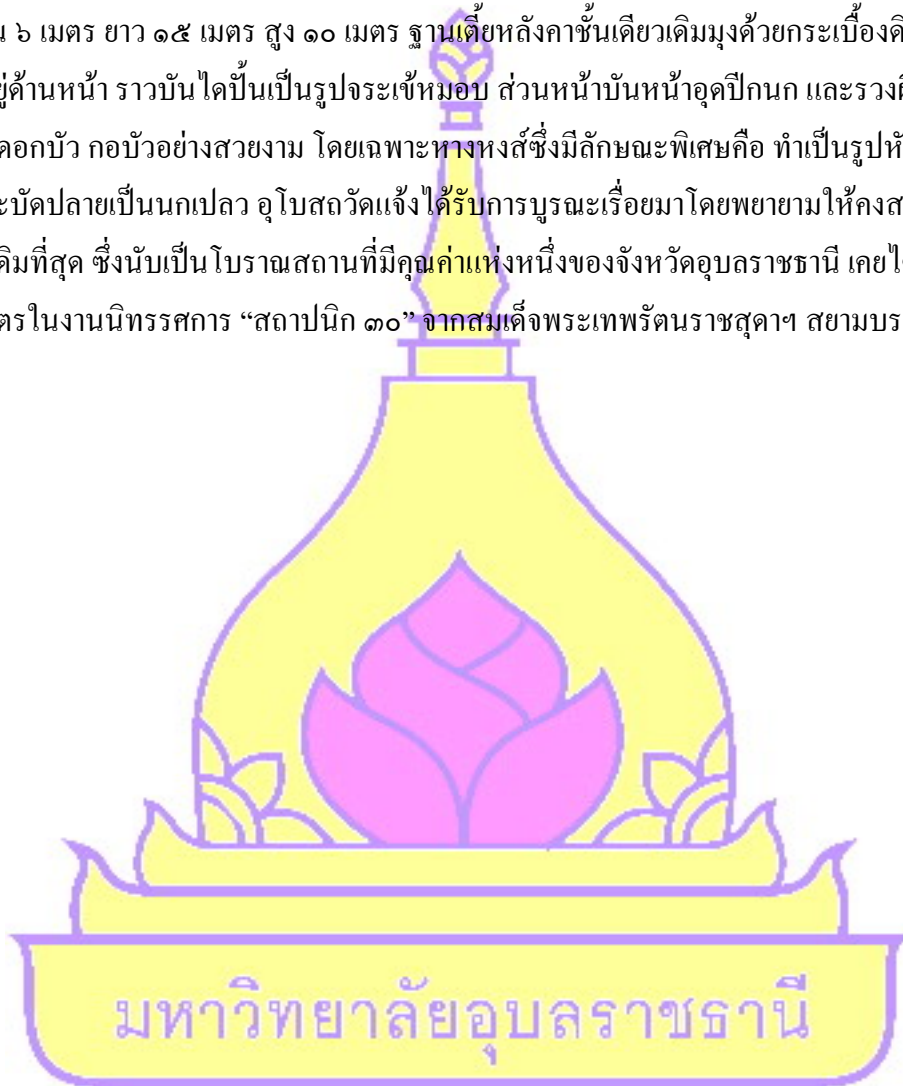 น ๖ เมตร ยาว ๑๕ เมตร สูง ๑๐ เมตร ฐานเตี้ยหลังคาชั้นเดียวเดิมมุงด้วยกระเบื้องดิ
ยู่ด้านหน้า ราวบันไดปั้นเป็นรูปจระเข้หมอบ ส่วนหน้าบันหน้าอุดปีกนก และรวงผึ
ดอกบัว กอบัวอย่างสวยงาม โดยเฉพาะหางหงส์ซึ่งมีลักษณะพิเศษคือ ทำเป็นรูปหั
ะบัดปลายเป็นนกเปลว อุโบสถวัดแจ้งได้รับการบูรณะเรื่อยมาโดยพยายามให้คงส
ดิมที่สุด ซึ่งนับเป็นโบราณสถานที่มีคุณค่าแห่งหนึ่งของจังหวัดอุบลราชธานี เคยไ
ตรในงานนิทรรศการ “สถาปนิก ๓๐” จากสมเด็จพระเทพรัตนราชสุดาฯ สยามบร
มหาวิทยาลัยอุบลราชธานี